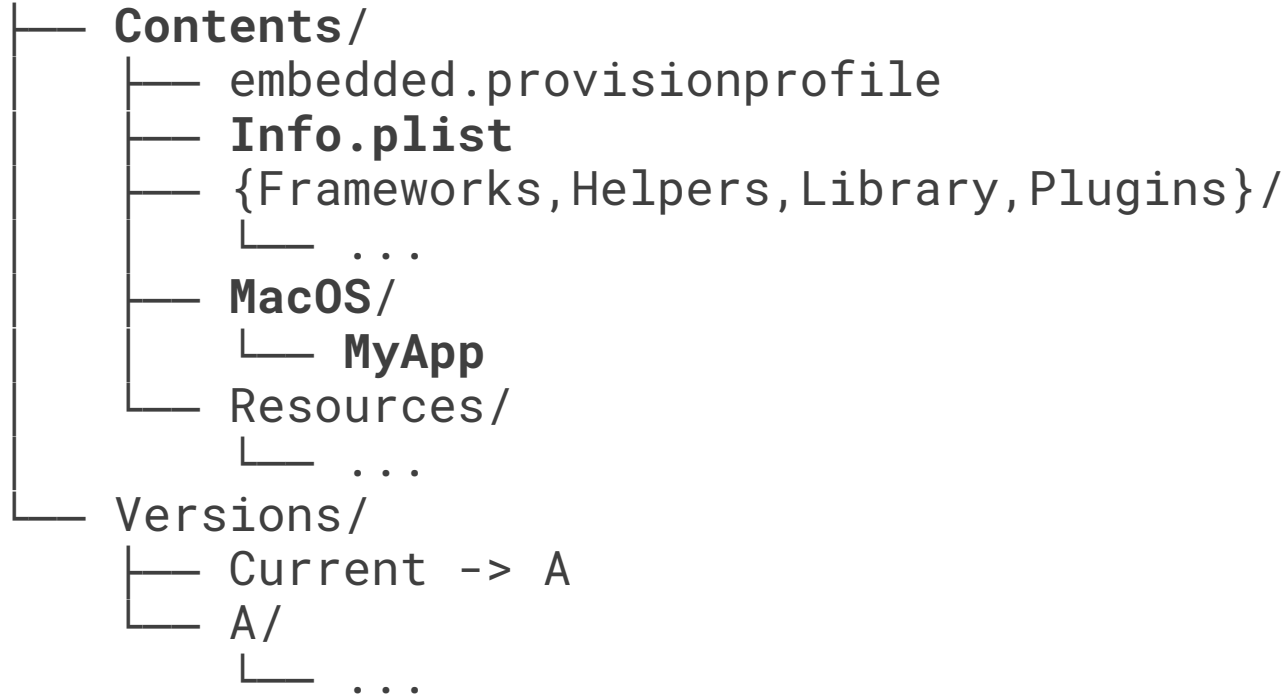 ├── Contents/
│   ├── embedded.provisionprofile
│   ├── Info.plist
│   ├── {Frameworks,Helpers,Library,Plugins}/
│   │   └── ...
│   ├── MacOS/
│   │   └── MyApp
│   └── Resources/
│       └── ...
└── Versions/
    ├── Current -> A
    └── A/
        └── ...